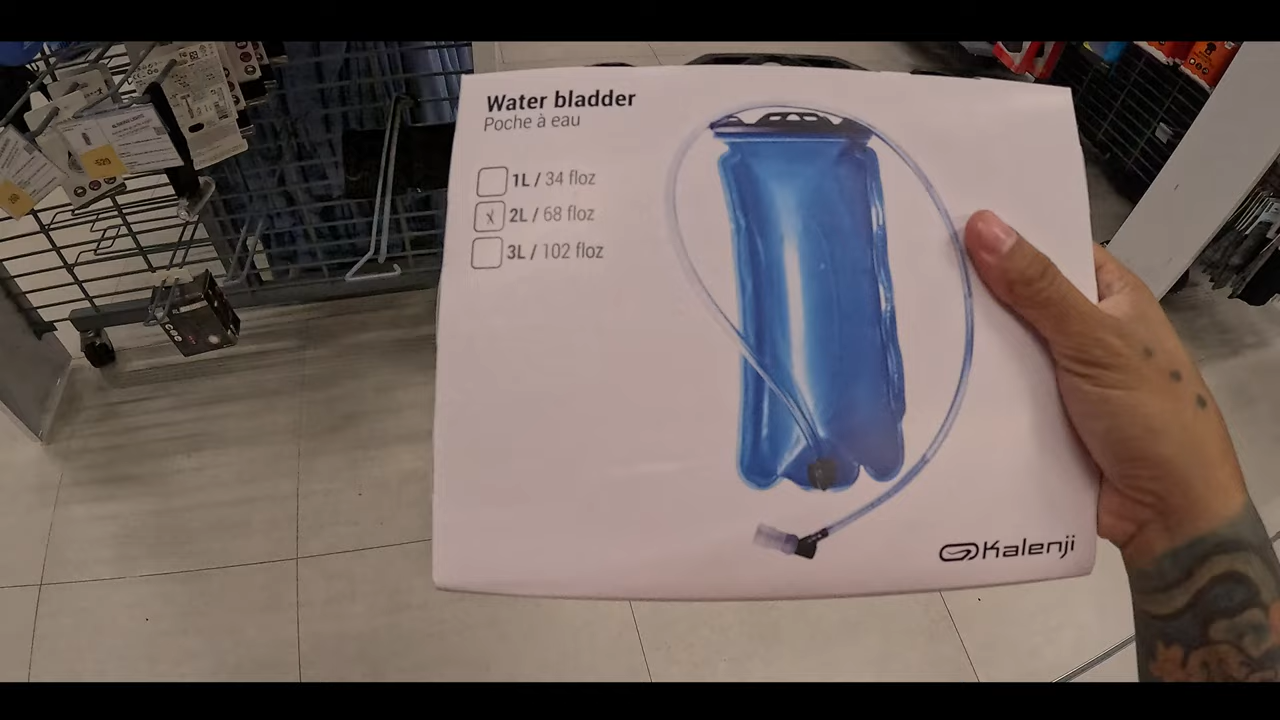 Water bladder
Poche à eau
1L / 34 floz
x 2L / 68 floz
3L / 102 floz
Kalenji